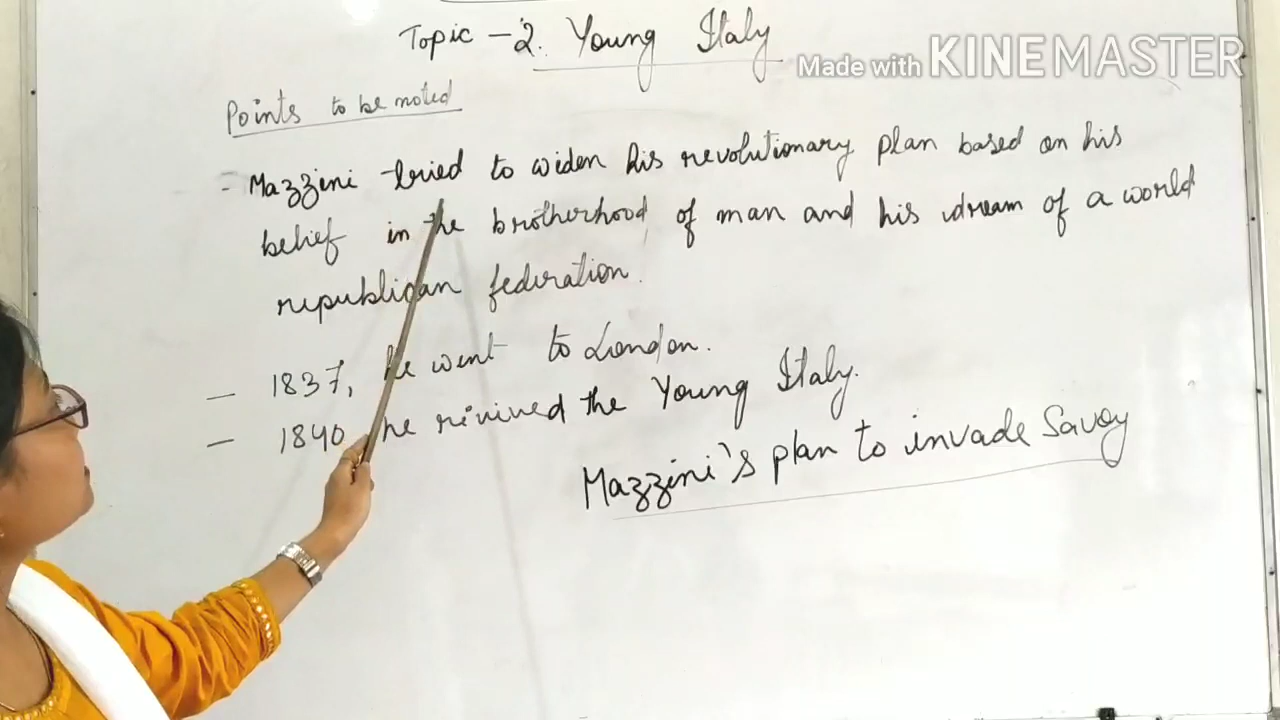 Topic - 2. Young Italy
Made with KINEMASTER
Points to be noted
- Mazzini tried to widen his revolutionary plan based on his
belief in the brotherhood of man and his dream of a world
republican federation.
- 1837, he went to London.
- 1840 he revived the Young Italy.
Mazzini's plan to invade Savoy